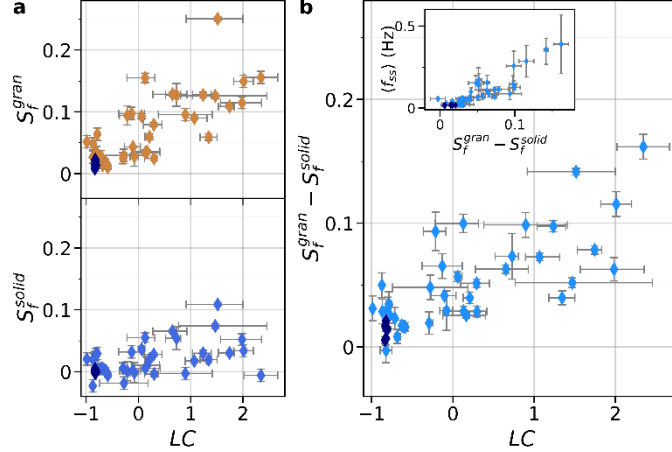 a
S_f^gran
0.2
0.1
0
S_f^solid
0.2
0.1
0
-1 0 1 2
LC
b
S_f^gran − S_f^solid
0.2
0.1
0
-1 0 1 2
LC
⟨f_ss⟩ (Hz)
0.5
0
0.0 0.1
S_f^gran − S_f^solid